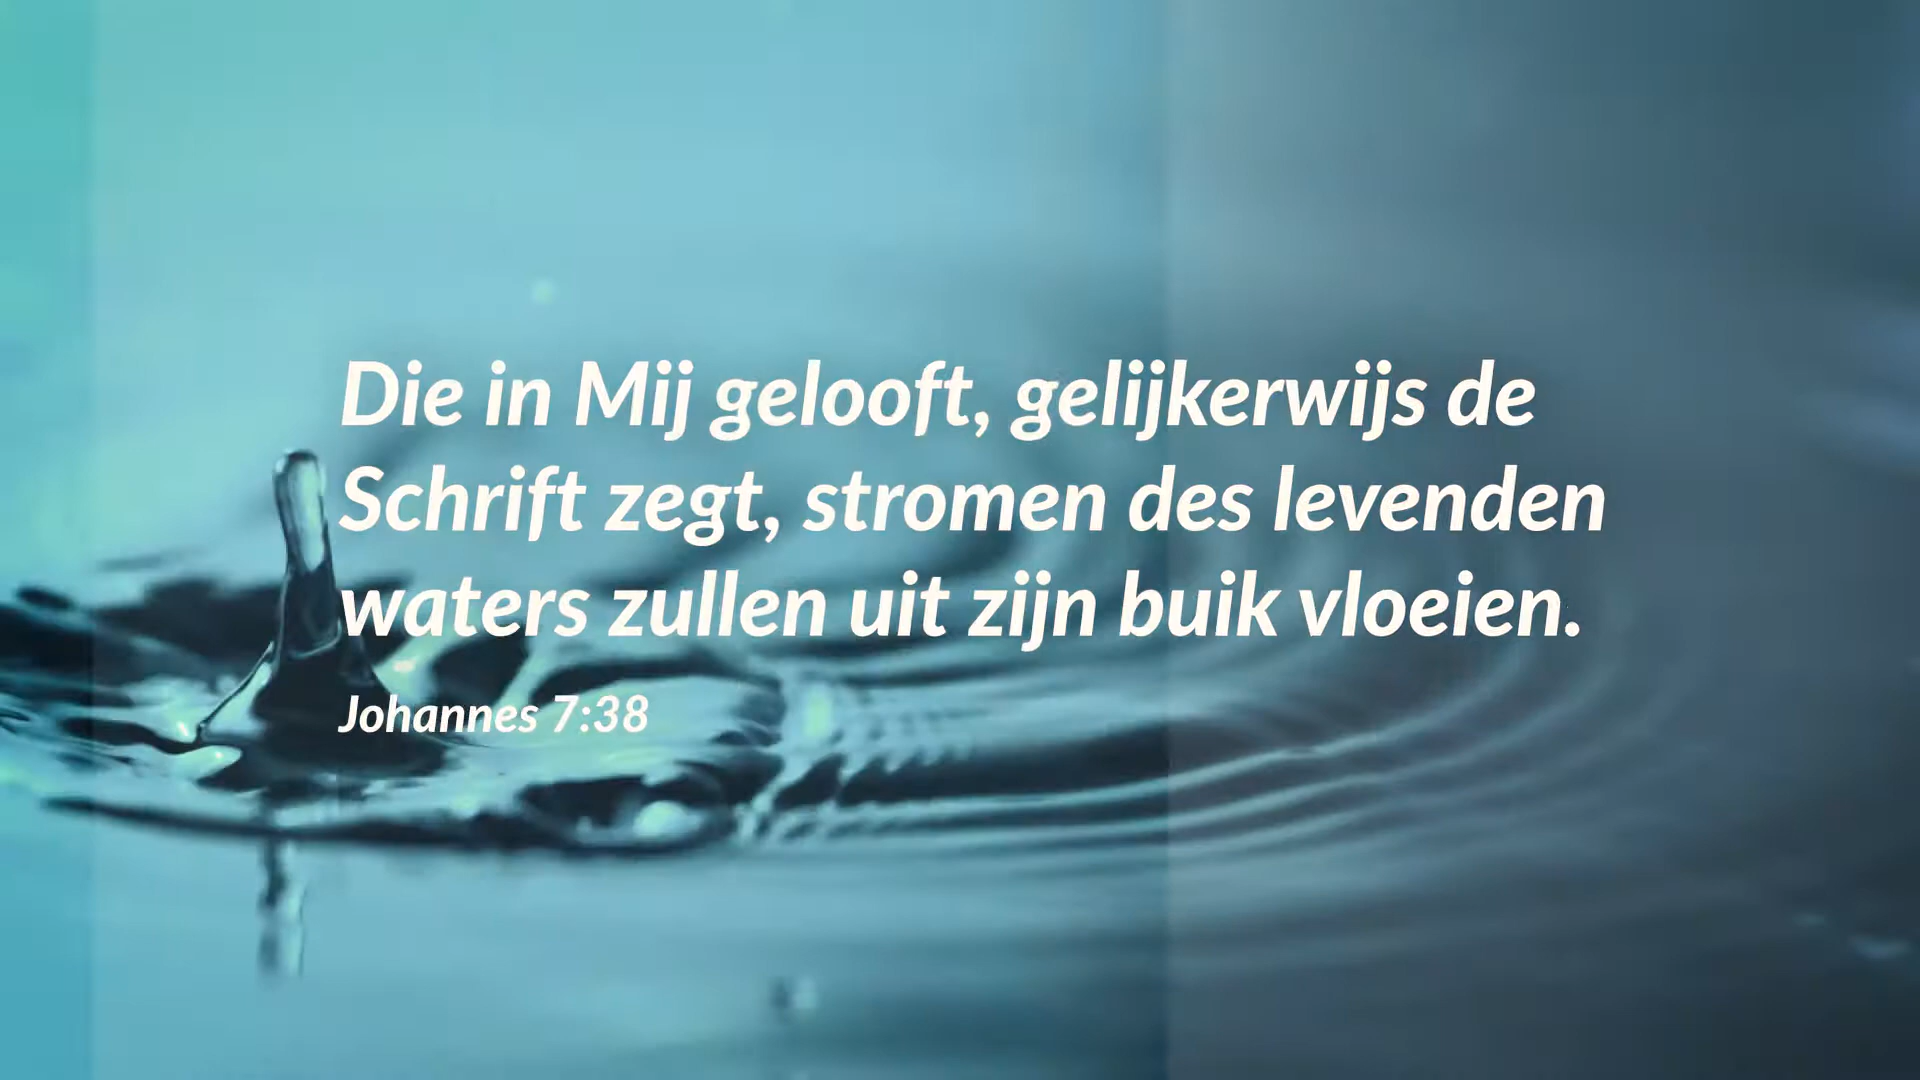 Die in Mij gelooft, gelijkerwijs de
Schrift zegt, stromen des levenden
waters zullen uit zijn buik vloeien.
Johannes 7:38